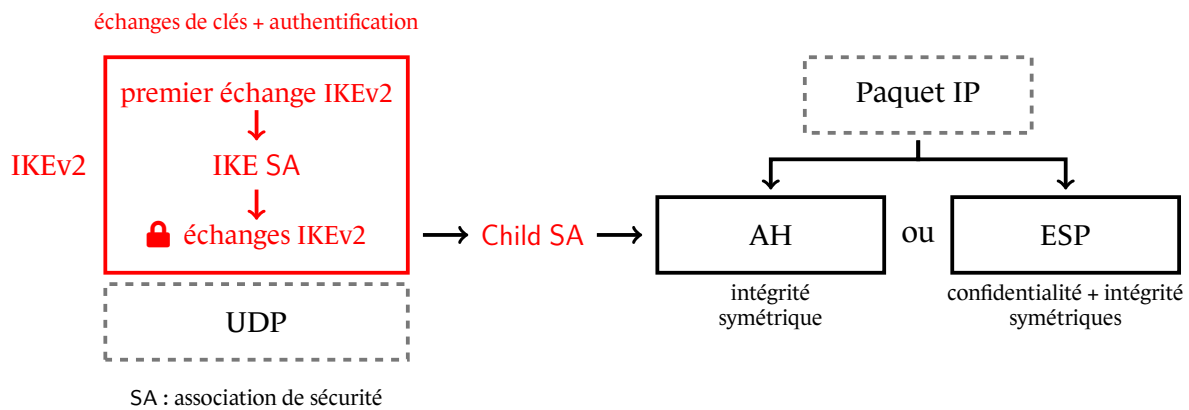 échanges de clés + authentification
premier échange IKEv2
IKEv2
IKE SA
échanges IKEv2
UDP
SA : association de sécurité
Child SA
Paquet IP
AH
ou
ESP
intégrité
symétrique
confidentialité + intégrité
symétriques